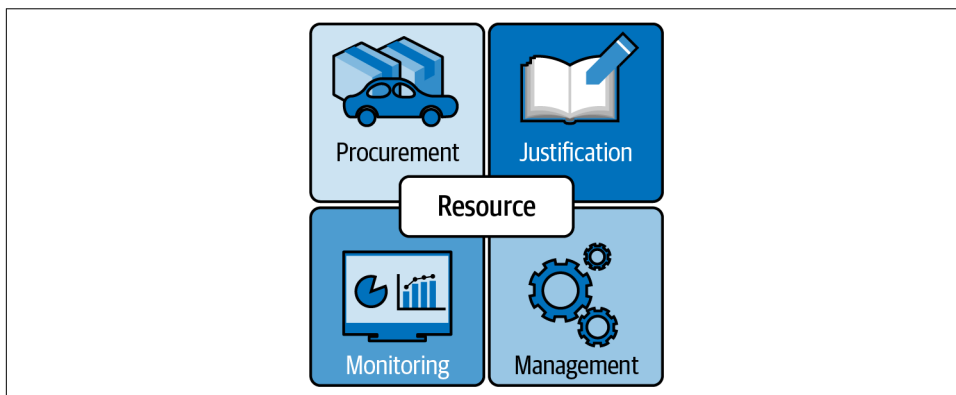 Procurement
Justification
Resource
Monitoring
Management